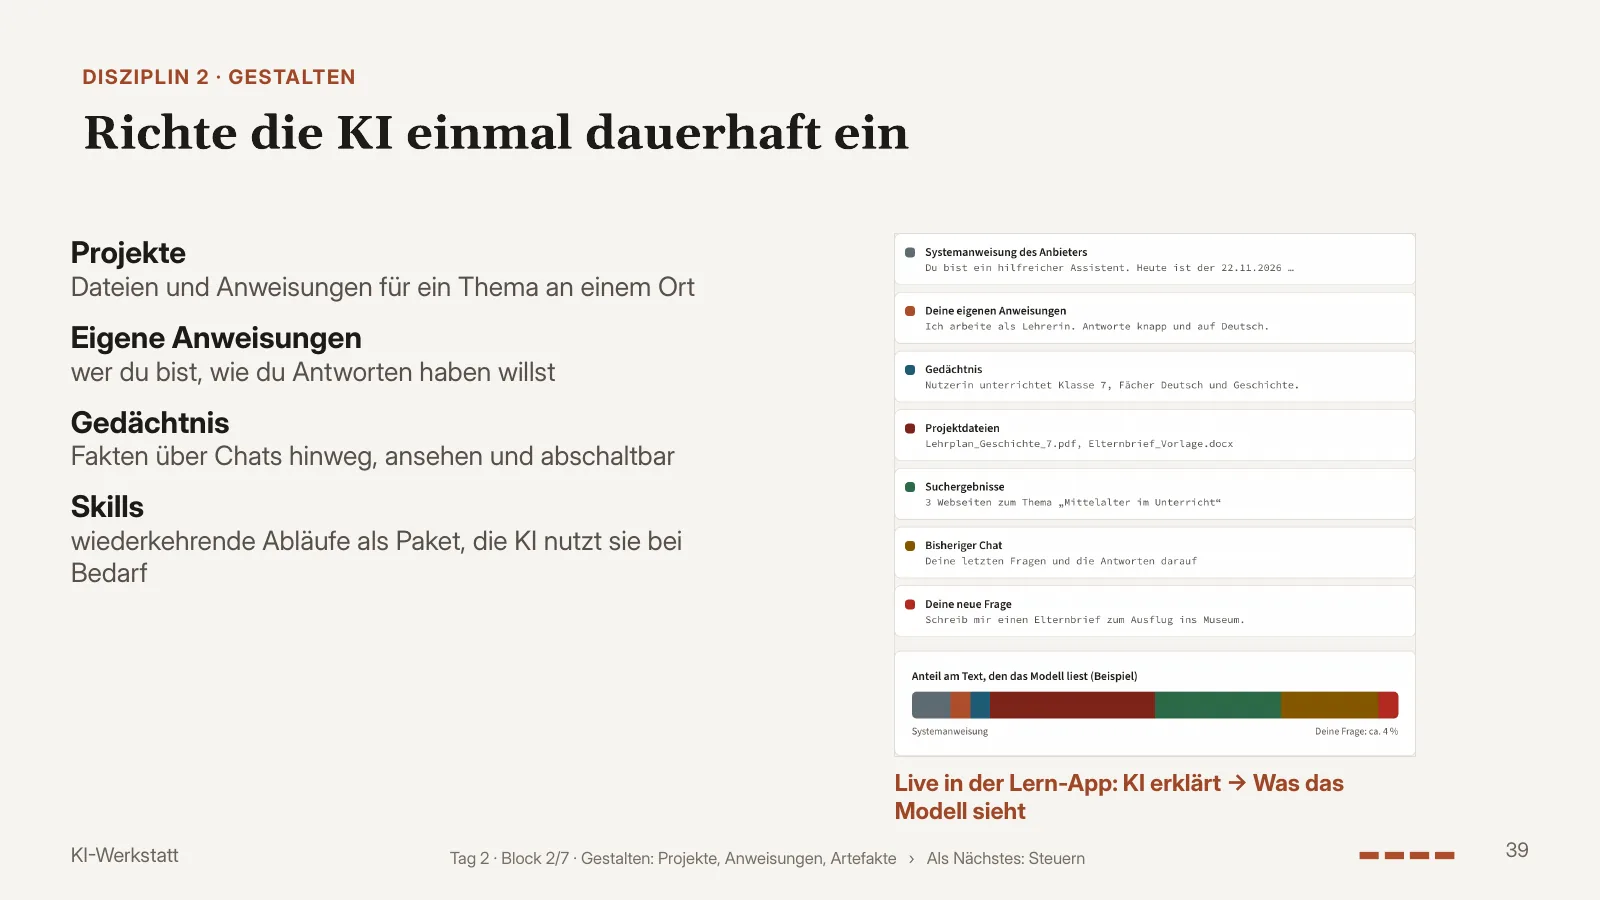 DISZIPLIN 2 · GESTALTEN
Richte die KI einmal dauerhaft ein
Projekte
Dateien und Anweisungen für ein Thema an einem Ort
Eigene Anweisungen
wer du bist, wie du Antworten haben willst
Gedächtnis
Fakten über Chats hinweg, ansehen und abschaltbar
Skills
wiederkehrende Abläufe als Paket, die KI nutzt sie bei
Bedarf
Systemanweisung des Anbieters
Du bist ein hilfreicher Assistent. Heute ist der 22.11.2026 …
Deine eigenen Anweisungen
Ich arbeite als Lehrerin. Antworte knapp und auf Deutsch.
Gedächtnis
Nutzerin unterrichtet Klasse 7, Fächer Deutsch und Geschichte.
Projektdateien
Lehrplan_Geschichte_7.pdf, Elternbrief_Vorlage.docx
Suchergebnisse
3 Webseiten zum Thema „Mittelalter im Unterricht“
Bisheriger Chat
Deine letzten Fragen und die Antworten darauf
Deine neue Frage
Schreib mir einen Elternbrief zum Ausflug ins Museum.
Anteil am Text, den das Modell liest (Beispiel)
Systemanweisung
Deine Frage: ca. 4 %
Live in der Lern-App: KI erklärt → Was das
Modell sieht
KI-Werkstatt
Tag 2 · Block 2/7 · Gestalten: Projekte, Anweisungen, Artefakte › Als Nächstes: Steuern
39